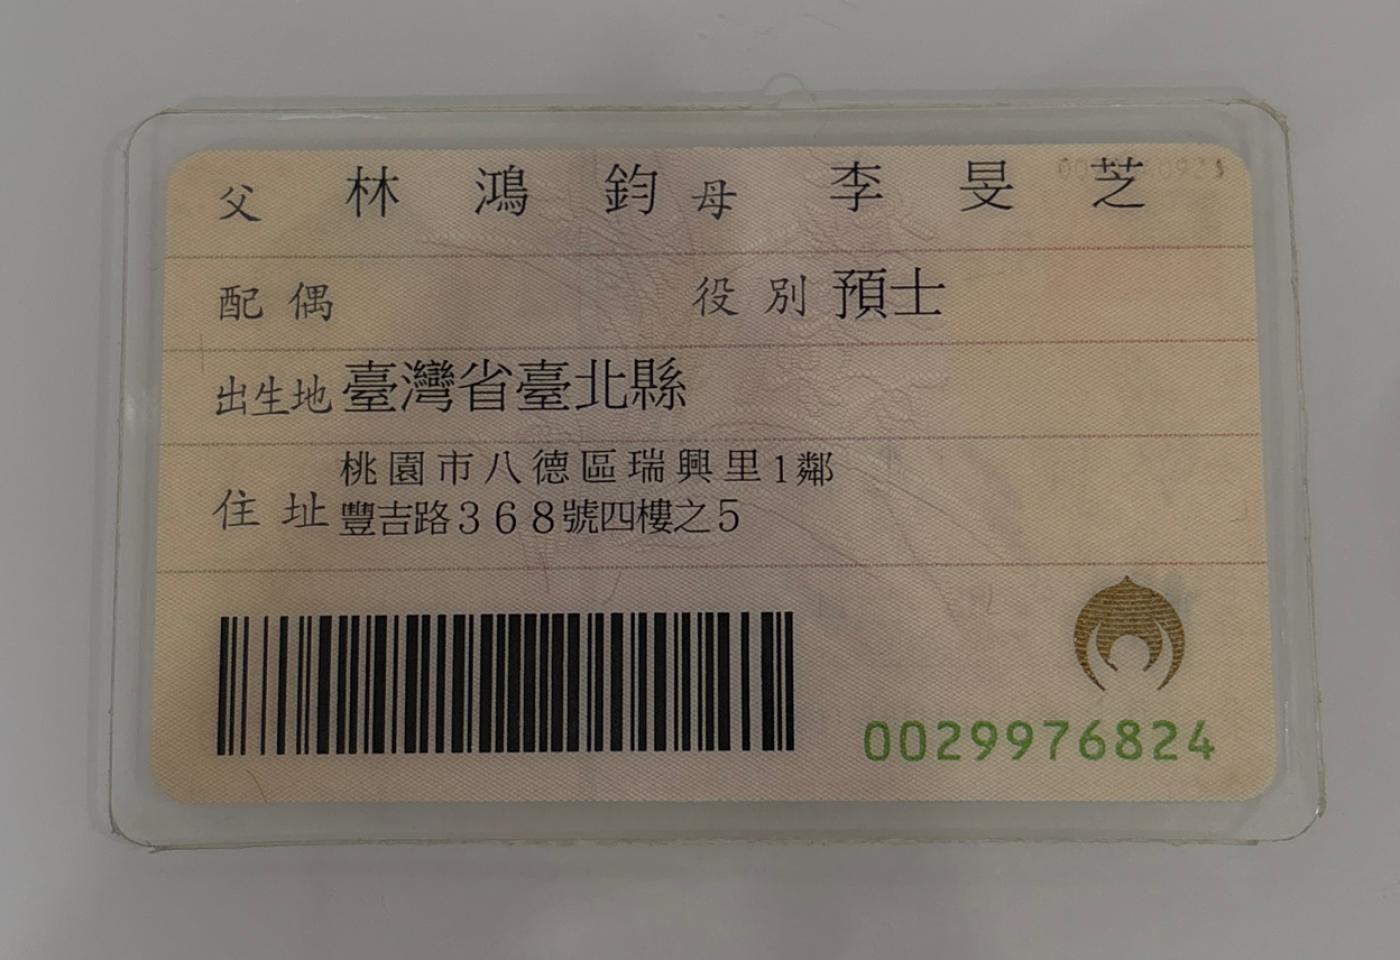 父 林鴻鈞 母 李旻芝
配偶 役別 預士
出生地 臺灣省臺北縣
住址 桃園市八德區瑞興里1鄰
豐吉路368號四樓之5
0029976824